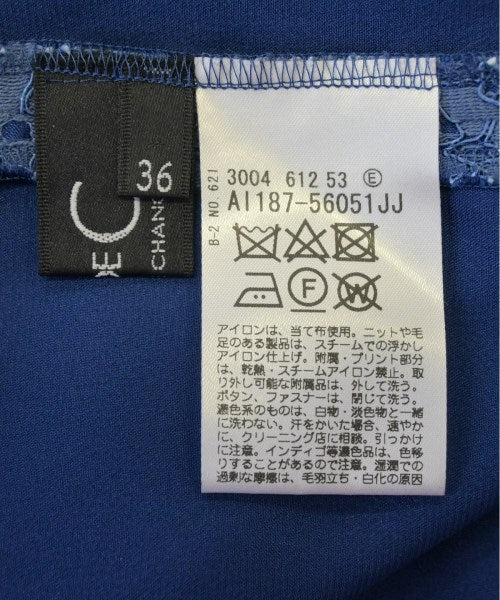 36
DE C
CHANG
B-2 NO. 621
3004 612 53 Ⓔ
AI187-56051JJ
F
W
アイロンは、当て布使用。ニットや毛
足のある製品は、スチームでの浮かし
アイロン仕上げ。附属・プリント部分
は、乾熱・スチームアイロン禁止。取
り外し可能な附属品は、外して洗う。
ボタン、ファスナーは、閉じて洗う。
濃色系のものは、白物・淡色物と一緒
に洗わない。汗をかいた場合、速やか
に、クリーニング店に相談。引っかけ
に注意。インディゴ等濃色品は、色移
りすることがあるので注意。湿潤での
過剰な摩擦は、毛羽立ち・白化の原因